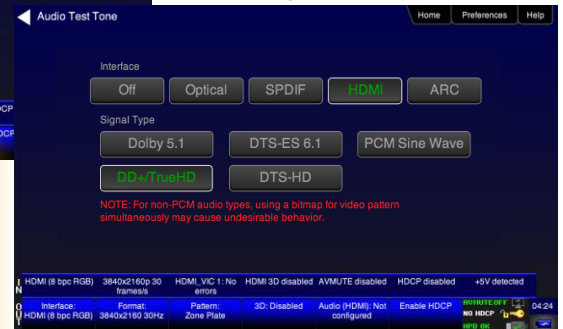 Audio Test Tone
Home Preferences Help
Interface
Off Optical SPDIF HDMI ARC
Signal Type
Dolby 5.1 DTS-ES 6.1 PCM Sine Wave
DD+/TrueHD DTS-HD
NOTE: For non-PCM audio types, using a bitmap for video pattern
simultaneously may cause undesirable behavior.
IN HDMI (8 bpc RGB) 3840x2160p 30 HDMI_VIC 1: No HDMI 3D disabled AVMUTE disabled HDCP disabled +5V detected
frames/s errors
OUT Interface: Format: Pattern: 3D: Disabled Audio (HDMI): Not Enable HDCP AVMUTE OFF 04:24
HDMI (8 bpc RGB) 3840x2160 30Hz Zone Plate configured NO HDCP
HPD OK